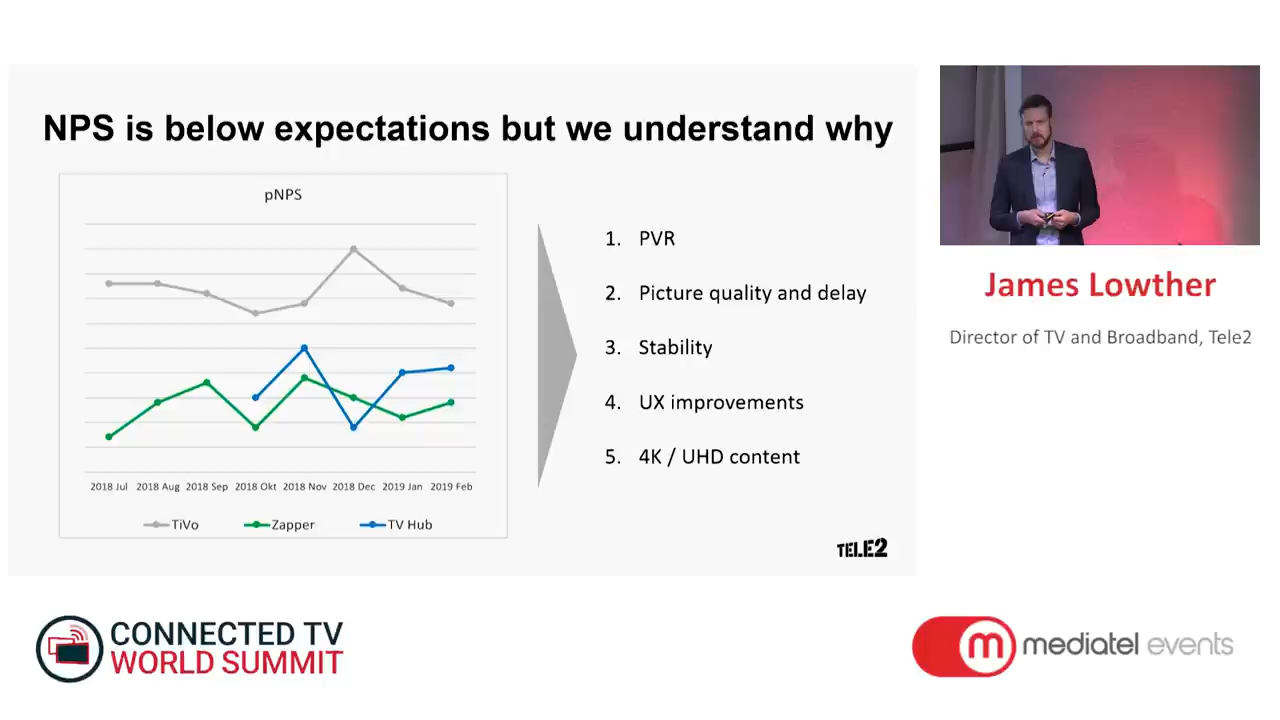 NPS is below expectations but we understand why
pNPS
2018 Jul 2018 Aug 2018 Sep 2018 Okt 2018 Nov 2018 Dec 2019 Jan 2019 Feb
TiVo Zapper TV Hub
1. PVR
2. Picture quality and delay
3. Stability
4. UX improvements
5. 4K / UHD content
TELE2
James Lowther
Director of TV and Broadband, Tele2
CONNECTED TV
WORLD SUMMIT
m mediatel events